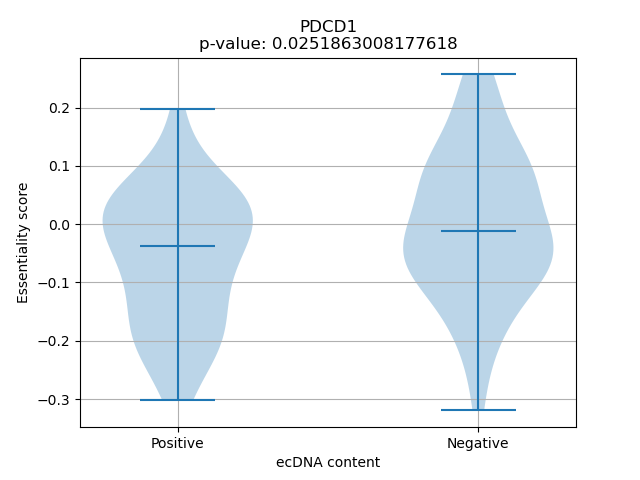 PDCD1
p-value: 0.0251863008177618
0.2
0.1
0.0
−0.1
−0.2
−0.3
Essentiality score
Positive
Negative
ecDNA content